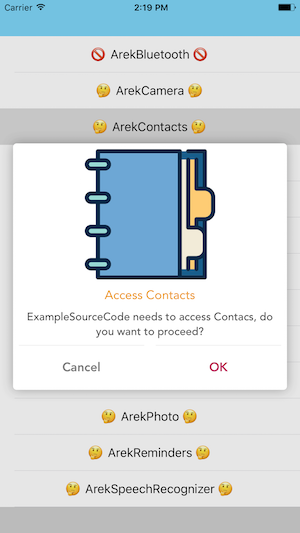 Carrier 2:19 PM
🚫 ArekBluetooth 🚫
🤔 ArekCamera 🤔
🤔 ArekContacts 🤔
Access Contacts
ExampleSourceCode needs to access Contacs, do
you want to proceed?
Cancel OK
🤔 ArekPhoto 🤔
🤔 ArekReminders 🤔
🤔 ArekSpeechRecognizer 🤔